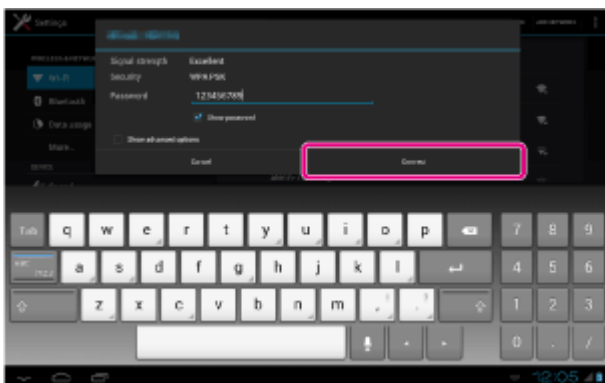 Settings
Signal strength Excellent
Security WPA PSK
Password 123456789
Show password
Show advanced options
Cancel Connect
Wi-Fi
Bluetooth
Data usage
More...
Tab q w e r t y u i o p 7 8 9
a s d f g h j k l 4 5 6
z x c v b n m , . 1 2 3
0 . /
12:05